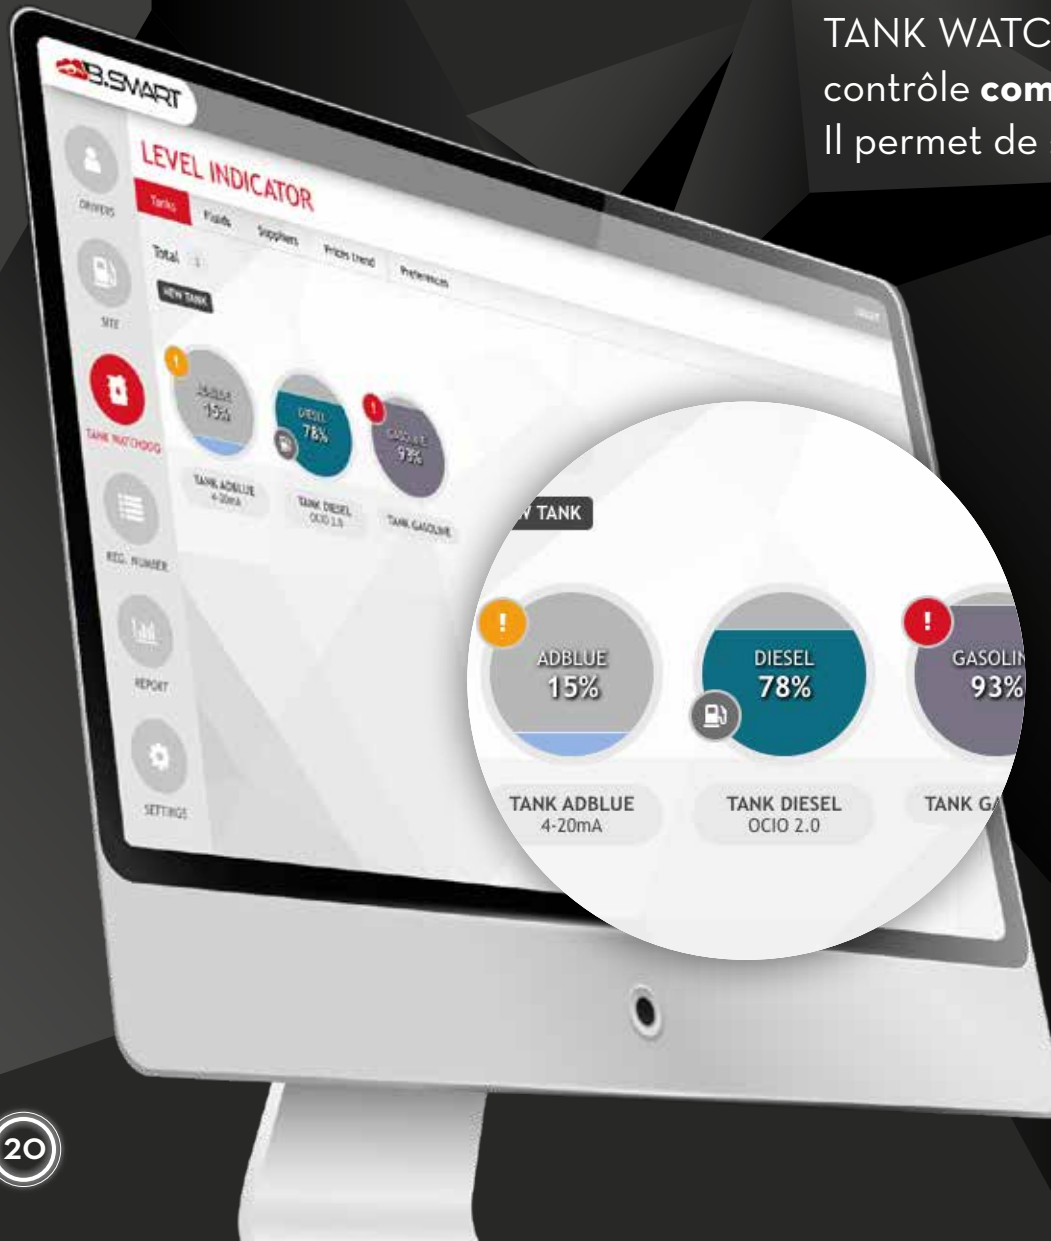 TANK WATC
contrôle com
Il permet de
B.SMART
LEVEL INDICATOR
Tanks Fluids Suppliers Prices trend Preferences
Total
NEW TANK
DRIVERS
SITE
TANK WATCHDOG
REG. NUMBER
REPORT
SETTINGS
ADBLUE
15%
DIESEL
78%
GASOLINE
93%
TANK ADBLUE
4-20mA
TANK DIESEL
OCIO 2.0
TANK GASOLINE
W TANK
ADBLUE
15%
DIESEL
78%
GASOLIN
93%
TANK ADBLUE
4-20mA
TANK DIESEL
OCIO 2.0
TANK GA
20